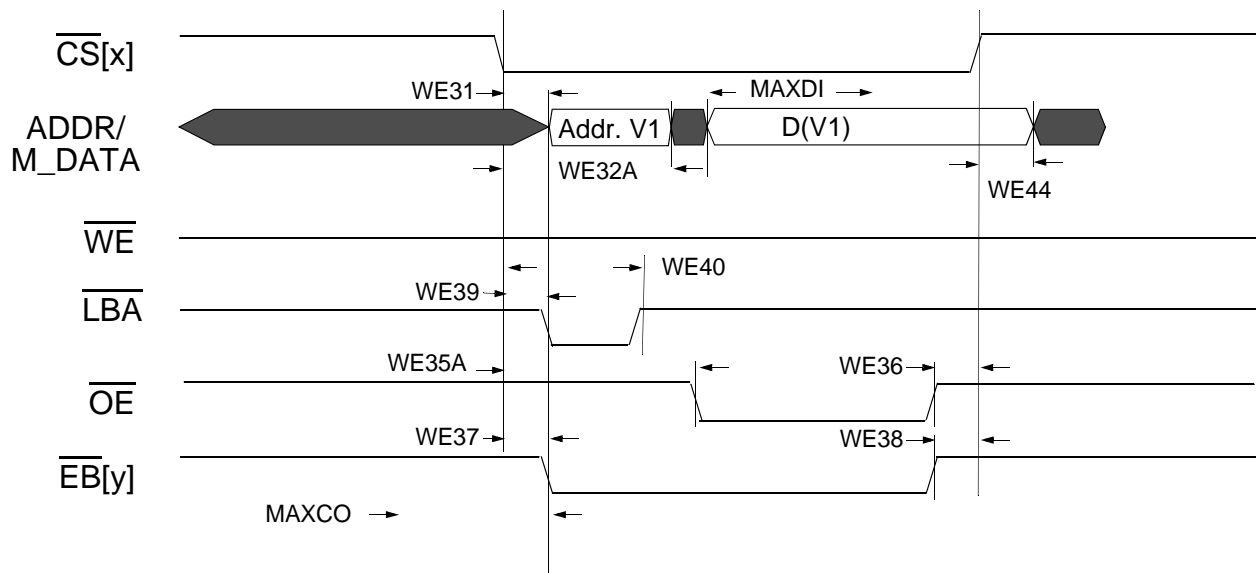 CS[x]
WE31
MAXDI
ADDR/
M_DATA
Addr. V1
D(V1)
WE32A
WE44
WE
WE40
WE39
LBA
WE35A
WE36
OE
WE37
WE38
EB[y]
MAXCO